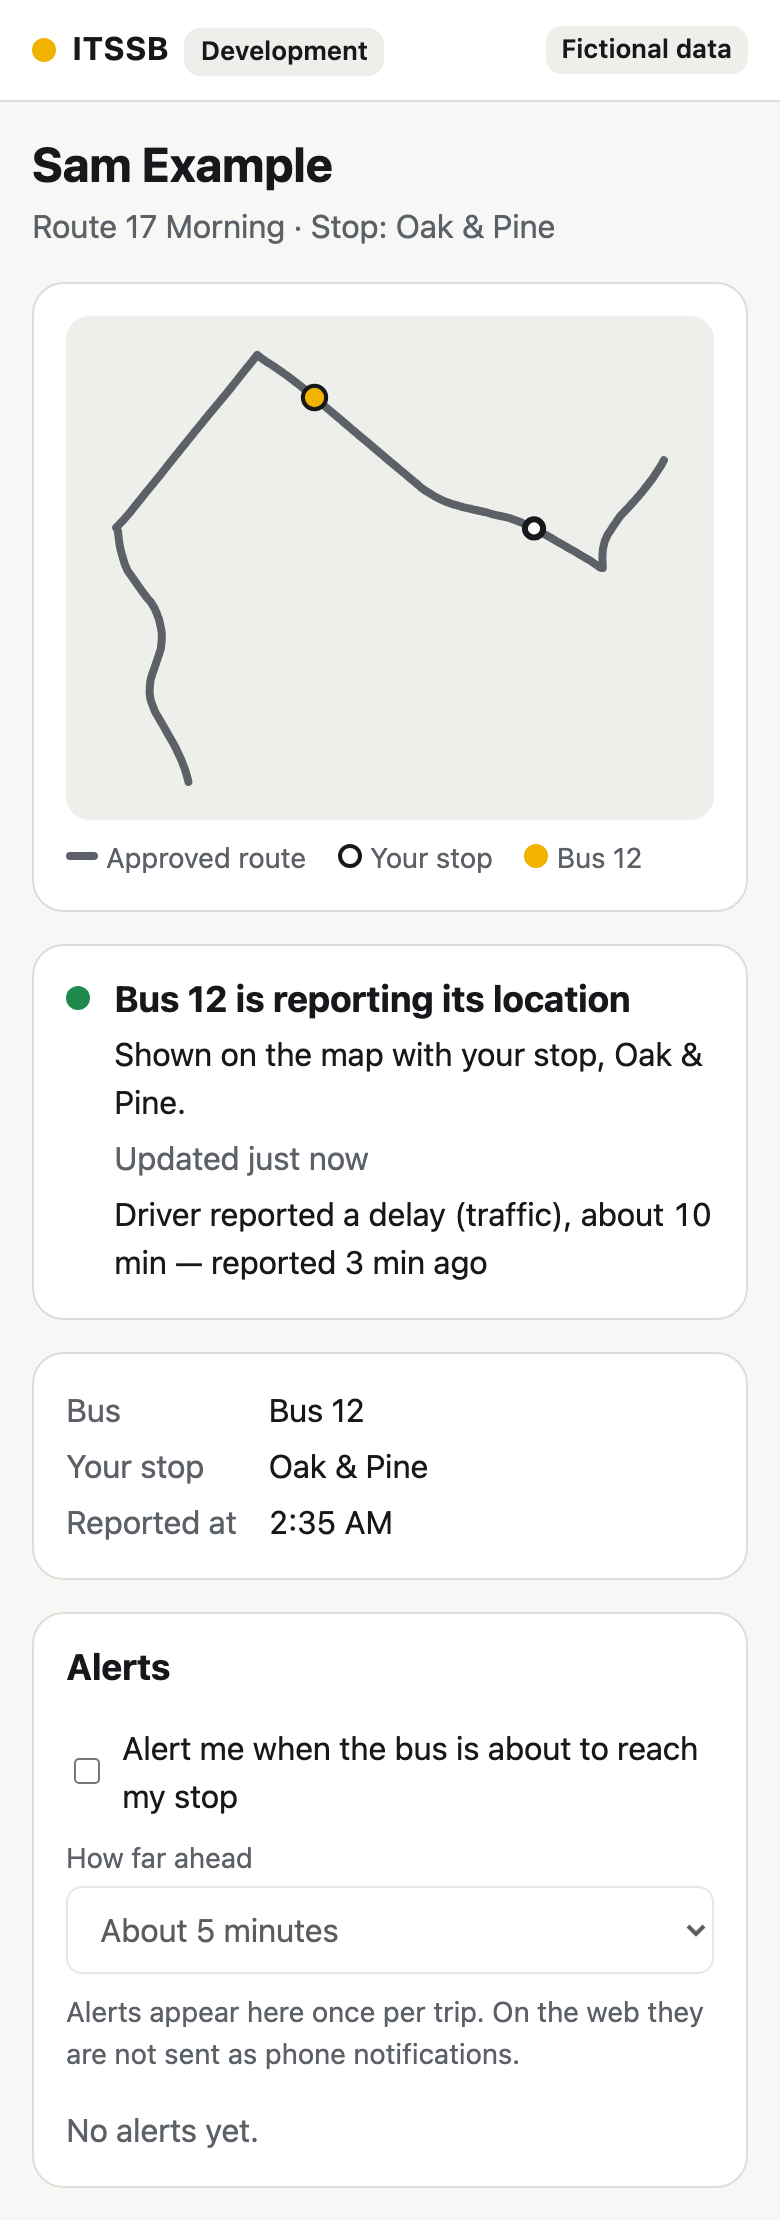 ITSSB Development Fictional data
Sam Example
Route 17 Morning · Stop: Oak & Pine
Approved route Your stop Bus 12
Bus 12 is reporting its location
Shown on the map with your stop, Oak &
Pine.
Updated just now
Driver reported a delay (traffic), about 10
min — reported 3 min ago
Bus Bus 12
Your stop Oak & Pine
Reported at 2:35 AM
Alerts
Alert me when the bus is about to reach
my stop
How far ahead
About 5 minutes
Alerts appear here once per trip. On the web they
are not sent as phone notifications.
No alerts yet.